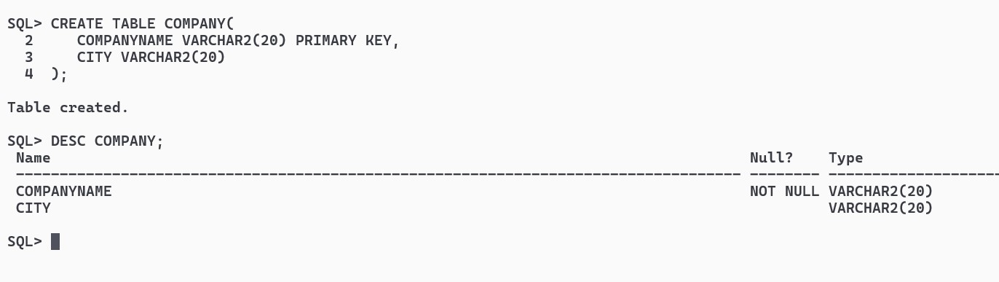 SQL> CREATE TABLE COMPANY(
  2     COMPANYNAME VARCHAR2(20) PRIMARY KEY,
  3     CITY VARCHAR2(20)
  4  );
Table created.
SQL> DESC COMPANY;
 Name                                                                                Null?    Type
 ----------------------------------------------------------------------------------- -------- --------------------
 COMPANYNAME                                                                         NOT NULL VARCHAR2(20)
 CITY                                                                                         VARCHAR2(20)
SQL>